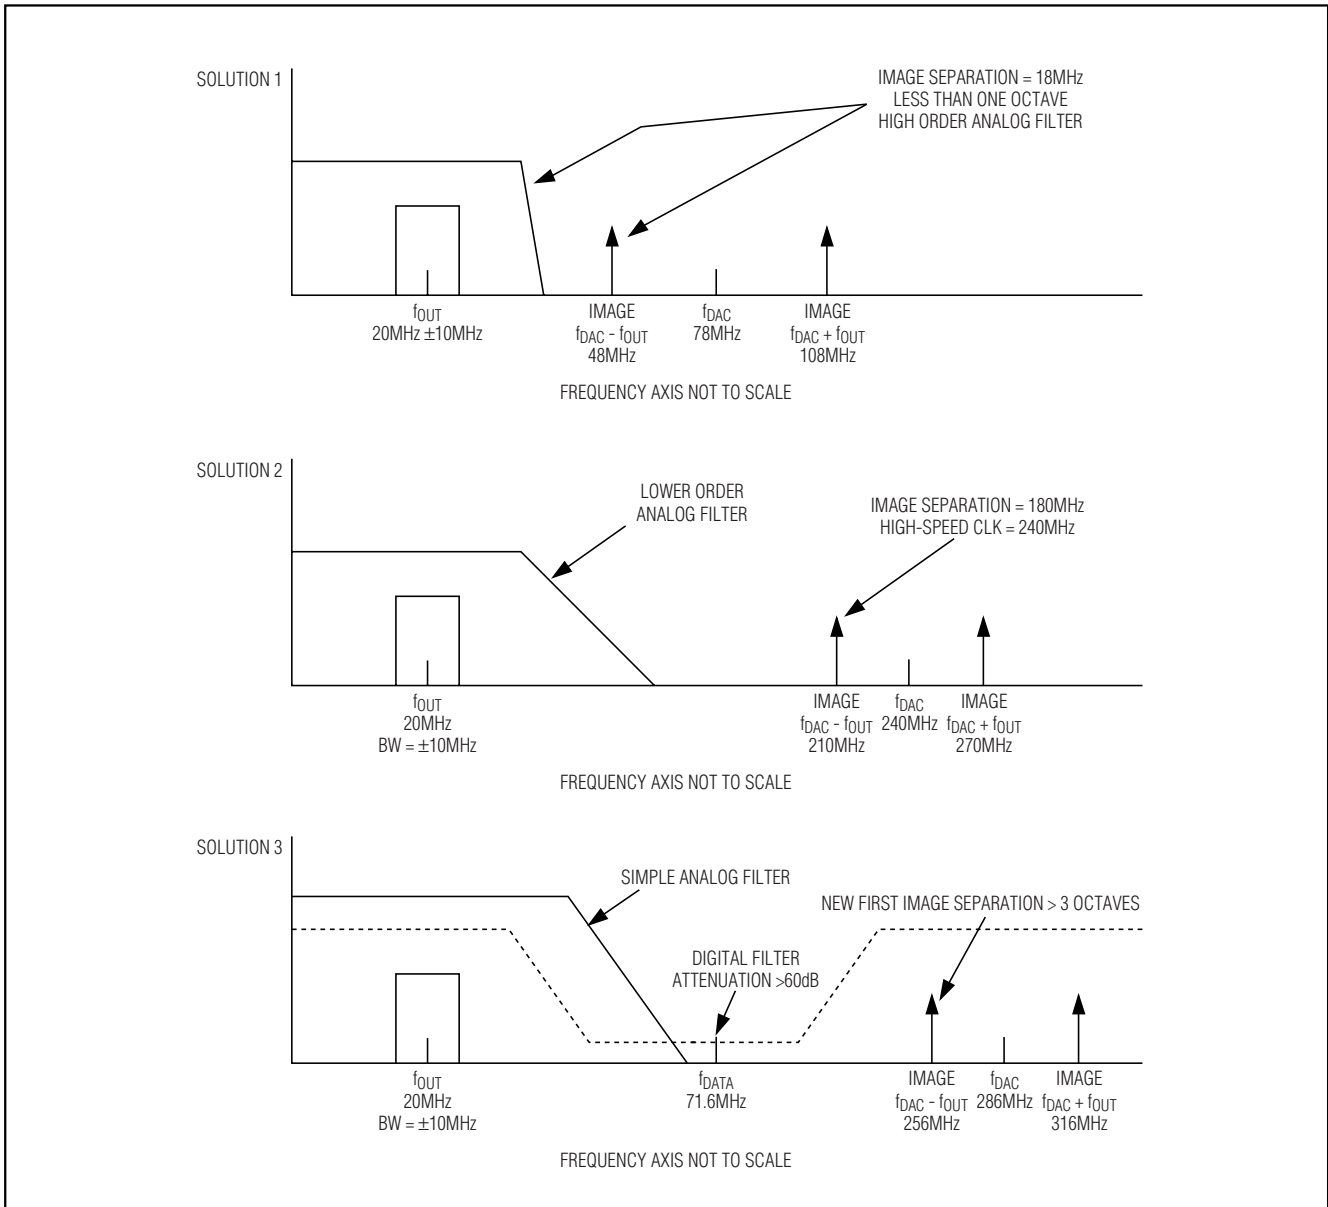 SOLUTION 1
IMAGE SEPARATION = 18MHz
LESS THAN ONE OCTAVE
HIGH ORDER ANALOG FILTER
fOUT
20MHz ±10MHz
IMAGE
fDAC - fOUT
48MHz
fDAC
78MHz
IMAGE
fDAC + fOUT
108MHz
FREQUENCY AXIS NOT TO SCALE
SOLUTION 2
LOWER ORDER
ANALOG FILTER
IMAGE SEPARATION = 180MHz
HIGH-SPEED CLK = 240MHz
fOUT
20MHz
BW = ±10MHz
IMAGE
fDAC - fOUT
210MHz
fDAC
240MHz
IMAGE
fDAC + fOUT
270MHz
FREQUENCY AXIS NOT TO SCALE
SOLUTION 3
SIMPLE ANALOG FILTER
NEW FIRST IMAGE SEPARATION > 3 OCTAVES
DIGITAL FILTER
ATTENUATION >60dB
fOUT
20MHz
BW = ±10MHz
fDATA
71.6MHz
IMAGE
fDAC - fOUT
256MHz
fDAC
286MHz
IMAGE
fDAC + fOUT
316MHz
FREQUENCY AXIS NOT TO SCALE